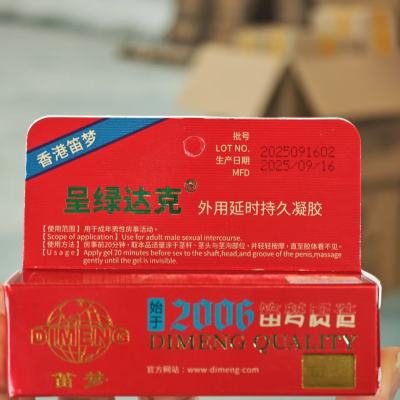 香港笛梦
批号
LOT NO. 2025091602
生产日期
MFD 2025/09/16
呈绿达克®
外用延时持久凝胶
【使用范围】用于成年男性房事活动。
【Scope of application】Use for adult male sexual intercourse.
【使用方法】房事前20分钟，取本品适量涂于茎杆、茎头与茎沟部位，并轻轻按摩，直至胶体看不见。
【Usage】Apply gel 20 minutes before sex to the shaft,head,and groove of the penis,massage
gently until the gel is invisible.
DIMENG
笛梦
始于
2006
笛梦质造
DIMENG QUALITY
官方网站：www.dimeng.com